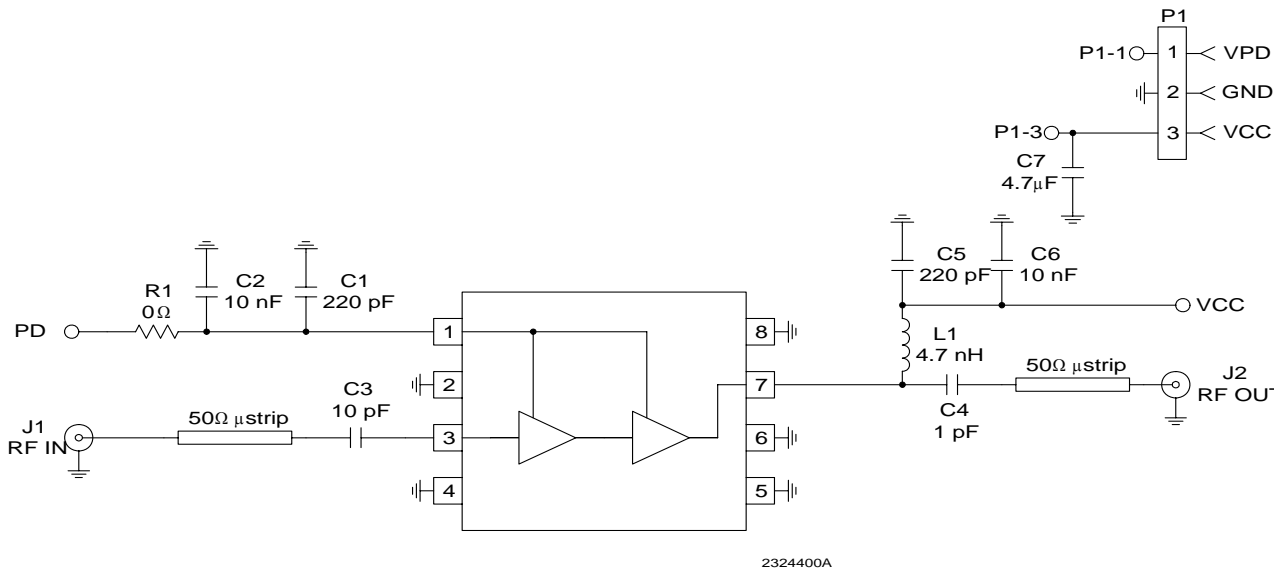 P1
P1-1
1
VPD
2
GND
P1-3
3
VCC
C7
4.7μF
C2
10 nF
C1
220 pF
C5
220 pF
C6
10 nF
R1
0Ω
PD
VCC
1
8
L1
4.7 nH
2
7
50Ω μstrip
J2
RF OUT
C3
10 pF
C4
1 pF
J1
RF IN
50Ω μstrip
3
6
4
5
2324400A